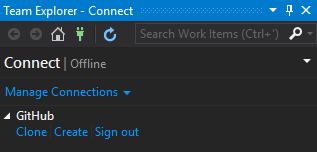 Team Explorer - Connect
Search Work Items (Ctrl+')
Connect | Offline
Manage Connections
GitHub
Clone Create Sign out